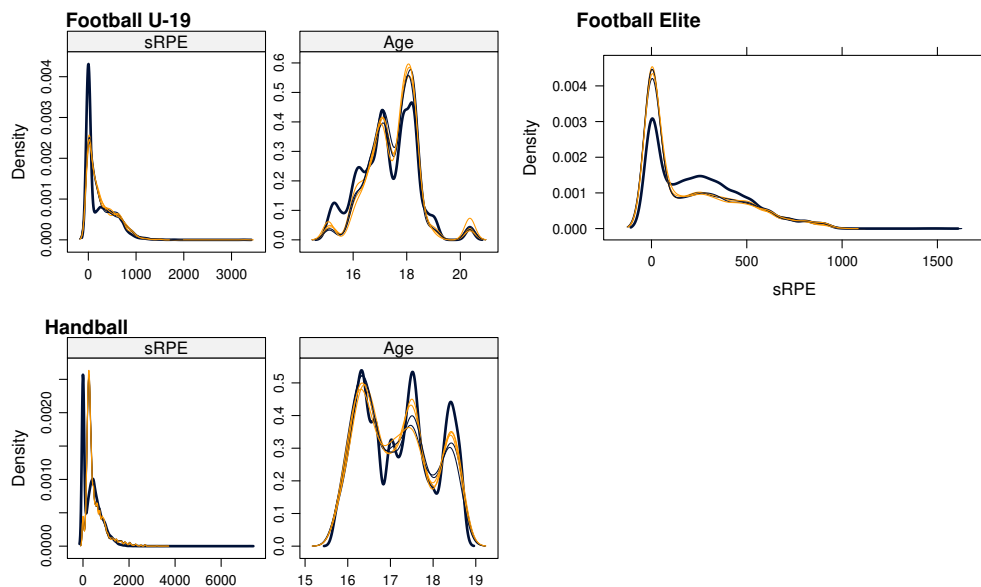 Football U-19
Football Elite
sRPE Age
Density
0.000 0.001 0.002 0.003 0.004
0 1000 2000 3000
0.0 0.1 0.2 0.3 0.4 0.5 0.6
16 18 20
Density
0.000 0.001 0.002 0.003 0.004
0 500 1000 1500
sRPE
Handball
sRPE Age
Density
0.0000 0.0010 0.0020
0 2000 4000 6000
0.0 0.1 0.2 0.3 0.4 0.5
15 16 17 18 19